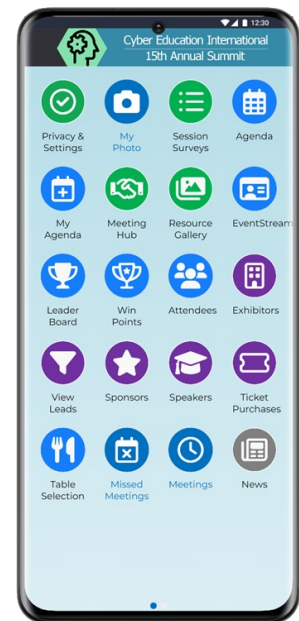 12:30
Cyber Education International
15th Annual Summit
Privacy &
Settings
My
Photo
Session
Surveys
Agenda
My
Agenda
Meeting
Hub
Resource
Gallery
EventStream
Leader
Board
Win
Points
Attendees
Exhibitors
View
Leads
Sponsors
Speakers
Ticket
Purchases
Table
Selection
Missed
Meetings
Meetings
News